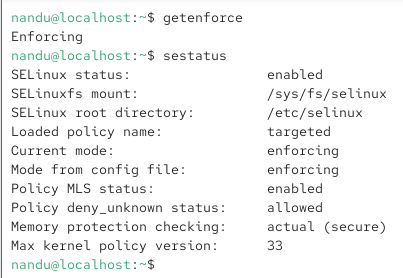 nandu@localhost:~$ getenforce
Enforcing
nandu@localhost:~$ sestatus
SELinux status:                 enabled
SELinuxfs mount:                /sys/fs/selinux
SELinux root directory:         /etc/selinux
Loaded policy name:             targeted
Current mode:                   enforcing
Mode from config file:          enforcing
Policy MLS status:              enabled
Policy deny_unknown status:     allowed
Memory protection checking:     actual (secure)
Max kernel policy version:      33
nandu@localhost:~$